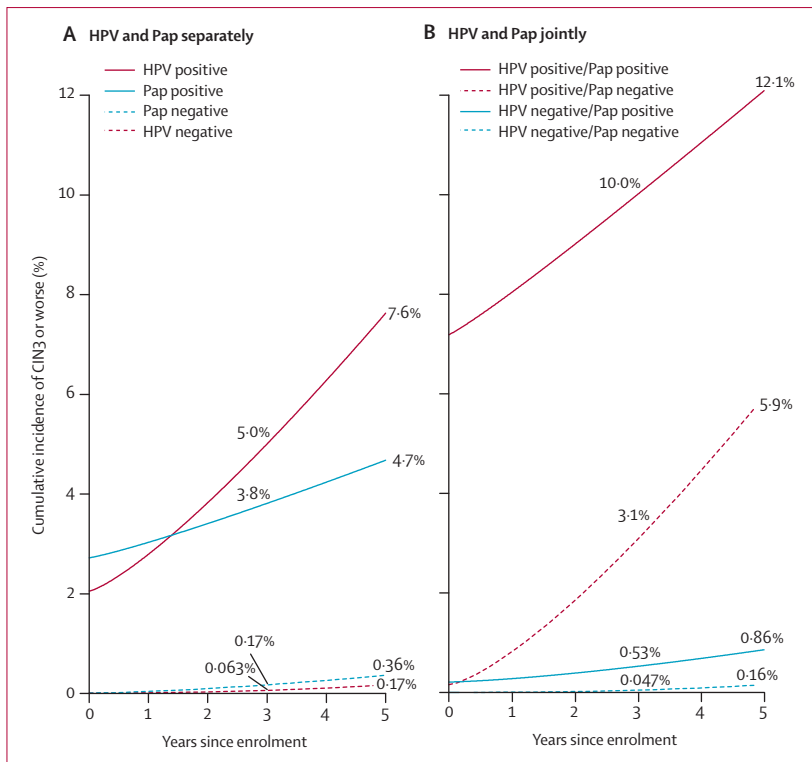 A HPV and Pap separately
HPV positive
Pap positive
Pap negative
HPV negative
Cumulative incidence of CIN3 or worse (%)
12
10
8
6
4
2
0
7·6%
5·0%
4·7%
3·8%
0·17%
0·063%
0·36%
0·17%
0 1 2 3 4 5
Years since enrolment
B HPV and Pap jointly
HPV positive/Pap positive
HPV positive/Pap negative
HPV negative/Pap positive
HPV negative/Pap negative
12·1%
10·0%
5·9%
3·1%
0·86%
0·53%
0·16%
0·047%
0 1 2 3 4 5
Years since enrolment